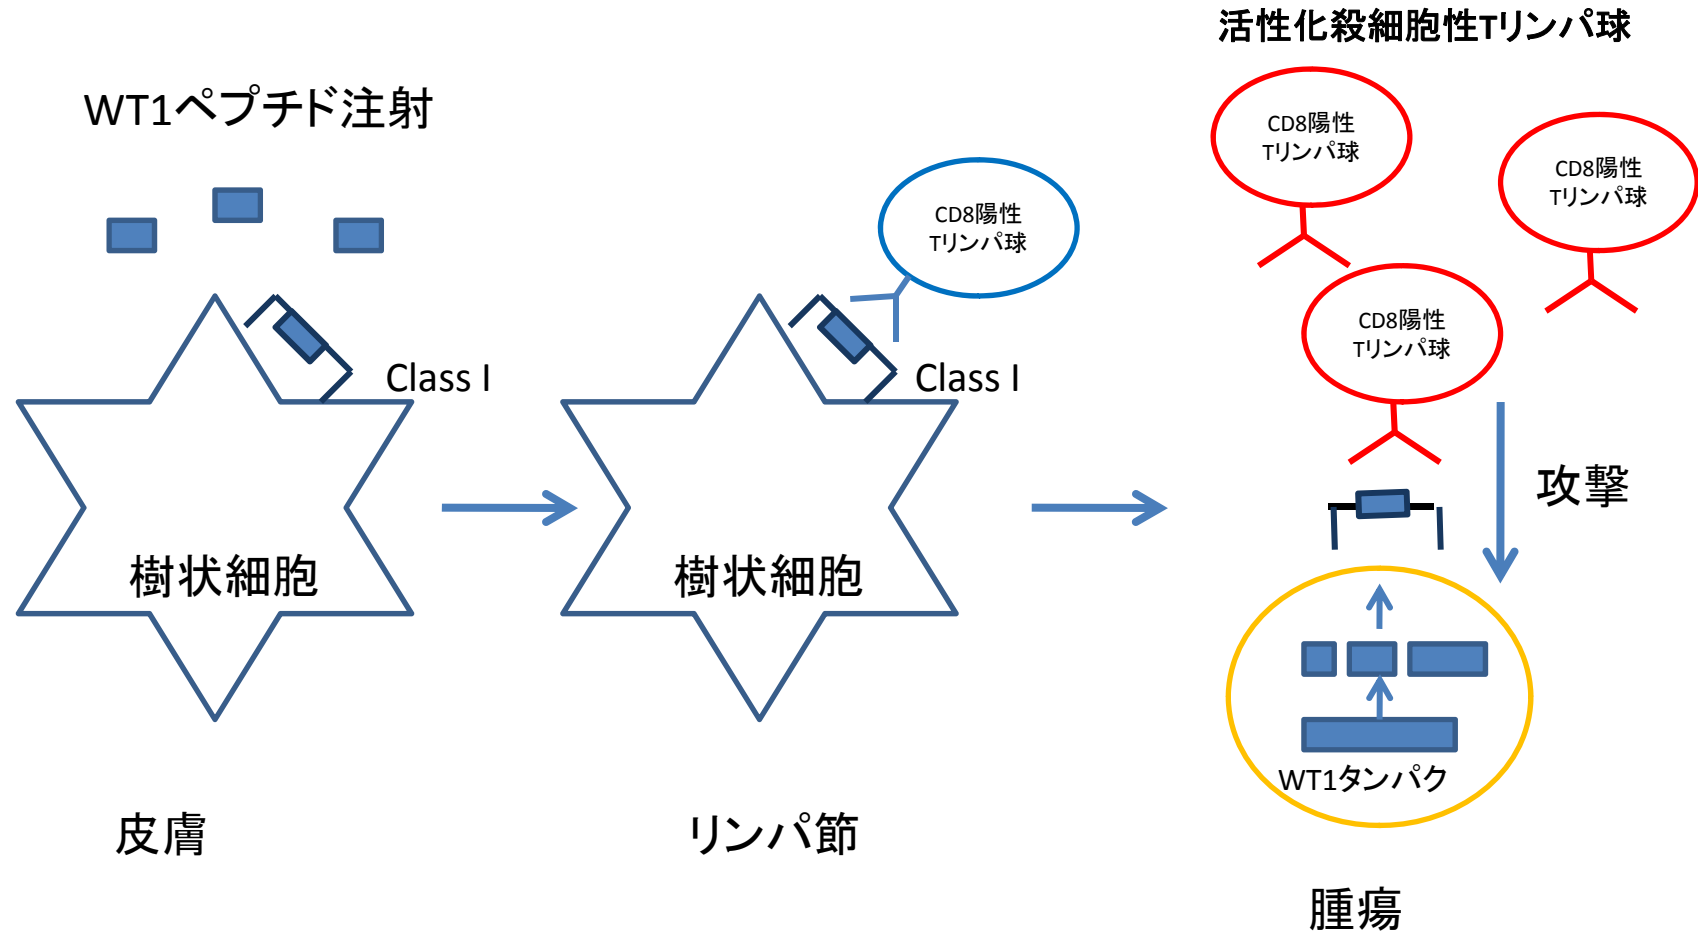 活性化殺細胞性Tリンパ球
WT1ペプチド注射
CD8陽性
Tリンパ球
CD8陽性
Tリンパ球
CD8陽性
Tリンパ球
CD8陽性
Tリンパ球
Class I
Class I
攻撃
樹状細胞
樹状細胞
WT1タンパク
皮膚
リンパ節
腫瘍